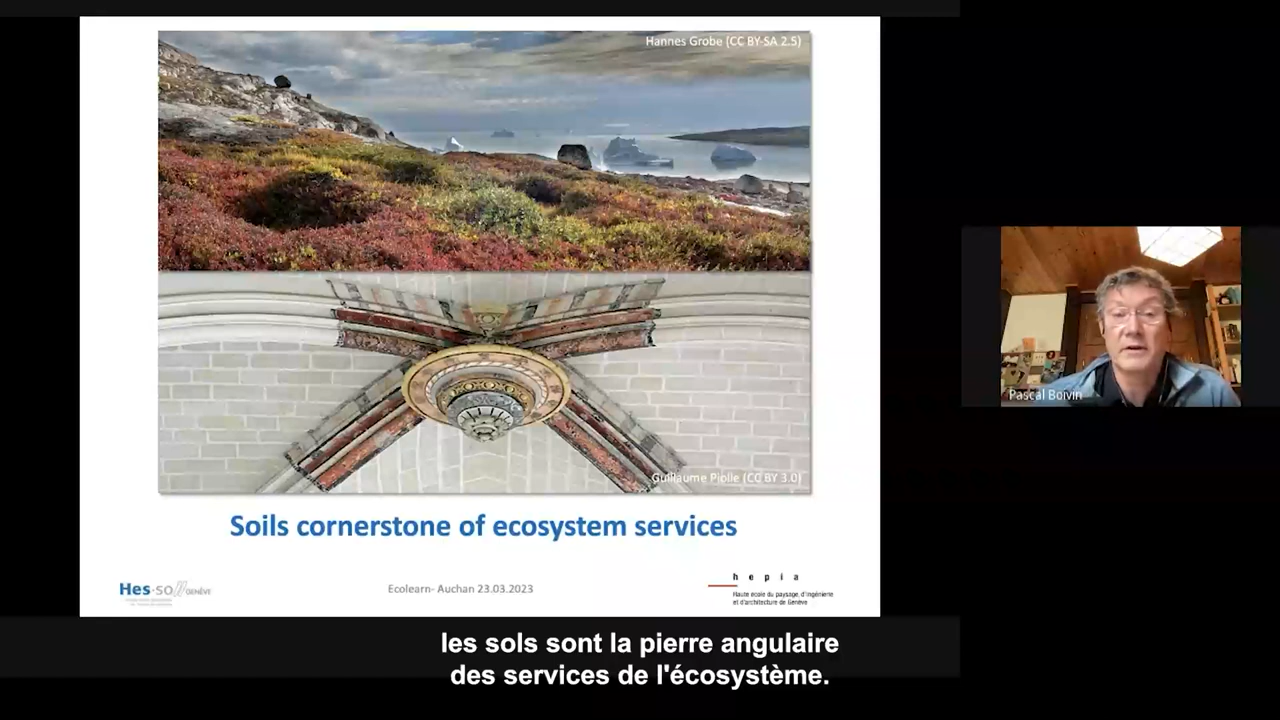 Hannes Grobe (CC BY-SA 2.5)
Guillaume Piolle (CC BY 3.0)
Soils cornerstone of ecosystem services
Hes·so//GENÈVE
Ecolearn- Auchan 23.03.2023
h e p i a
Haute école du paysage, d'ingénierie
et d'architecture de Genève
Pascal Boivin
les sols sont la pierre angulaire
des services de l'écosystème.